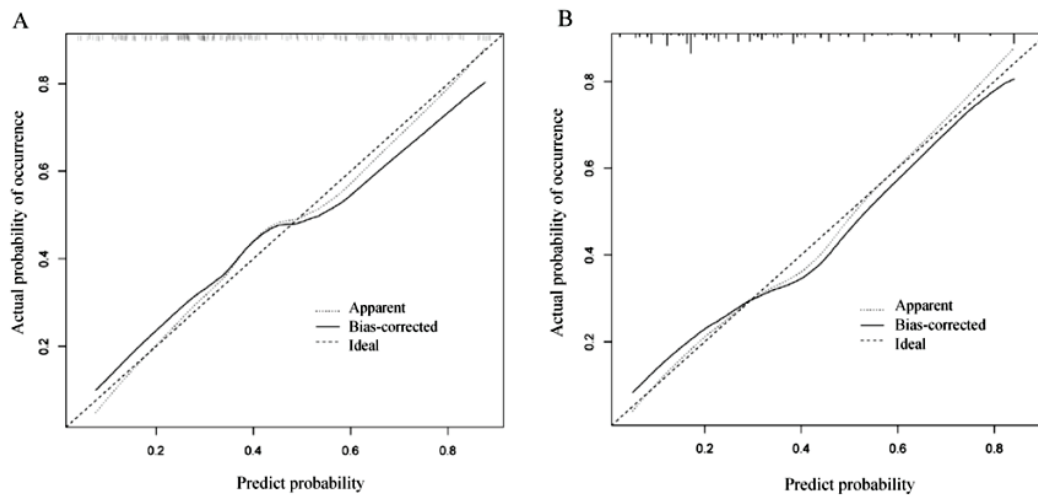 A
Actual probability of occurrence
0.8
0.6
0.4
0.2
Apparent
Bias-corrected
Ideal
0.2 0.4 0.6 0.8
Predict probability
B
Actual probability of occurrence
0.8
0.6
0.4
0.2
Apparent
Bias-corrected
Ideal
0.2 0.4 0.6 0.8
Predict probability